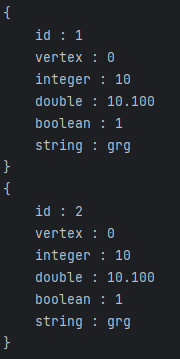 {
    id : 1
    vertex : 0
    integer : 10
    double : 10.100
    boolean : 1
    string : grg
}
{
    id : 2
    vertex : 0
    integer : 10
    double : 10.100
    boolean : 1
    string : grg
}